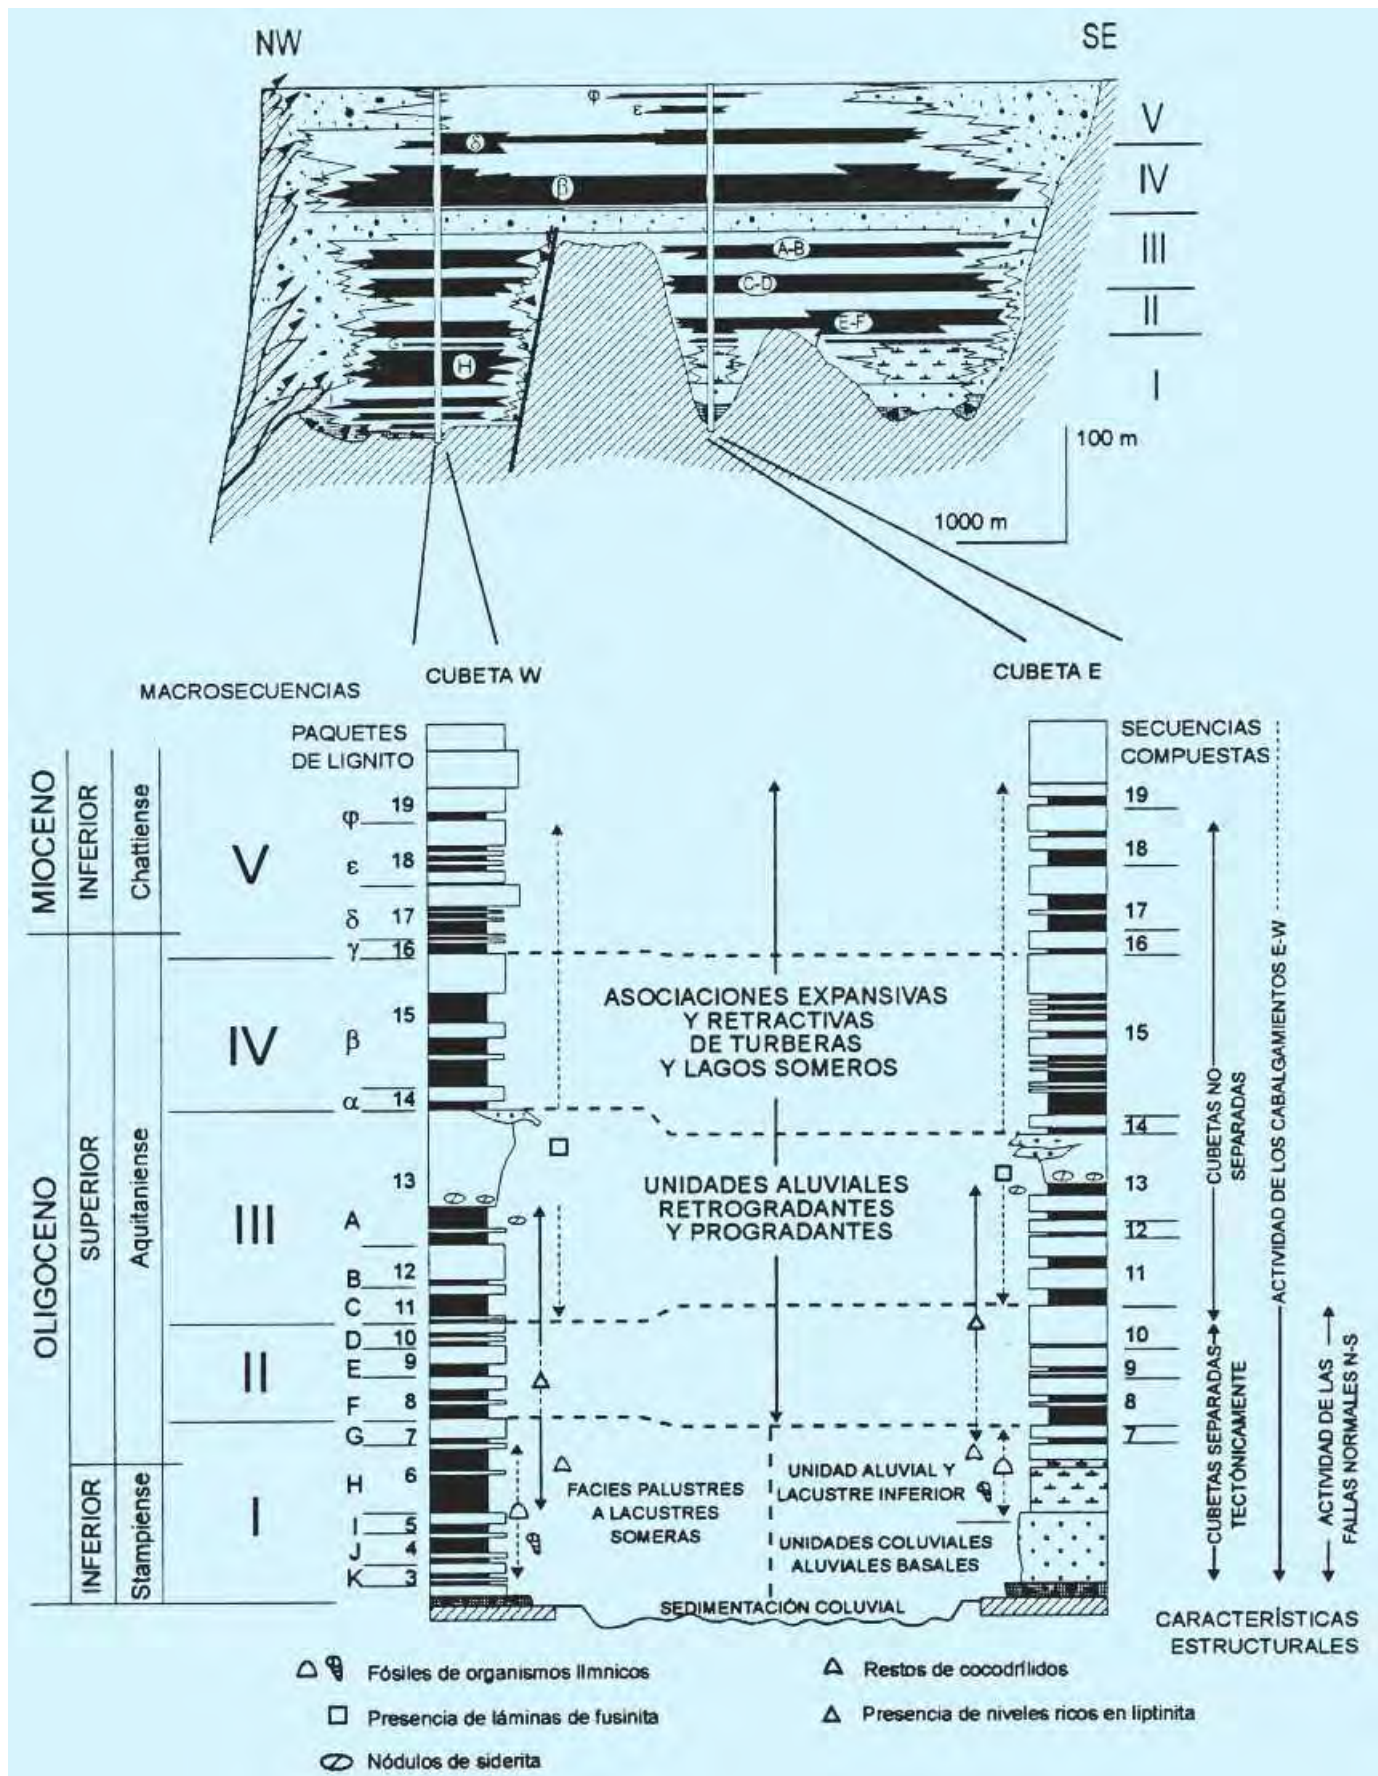 NW
SE
φ
ε
V
δ
β
IV
A-B
III
C-D
II
E-F
G
H
I
100 m
1000 m
CUBETA W
CUBETA E
MACROSECUENCIAS
PAQUETES
DE LIGNITO
SECUENCIAS
COMPUESTAS
MIOCENO
INFERIOR
Chattiense
OLIGOCENO
SUPERIOR
Aquitaniense
INFERIOR
Stampiense
V
IV
III
II
I
φ 19
ε 18
δ 17
γ 16
β 15
α 14
13
A
B 12
C 11
D 10
E 9
F 8
G 7
H 6
I 5
J 4
K 3
19
18
17
16
15
14
13
12
11
10
9
8
7
ASOCIACIONES EXPANSIVAS
Y RETRACTIVAS
DE TURBERAS
Y LAGOS SOMEROS
UNIDADES ALUVIALES
RETROGRADANTES
Y PROGRADANTES
FACIES PALUSTRES
A LACUSTRES
SOMERAS
UNIDAD ALUVIAL Y
LACUSTRE INFERIOR
UNIDADES COLUVIALES
ALUVIALES BASALES
SEDIMENTACIÓN COLUVIAL
CUBETAS NO
SEPARADAS
CUBETAS SEPARADAS
TECTÓNICAMENTE
ACTIVIDAD DE LOS CABALGAMIENTOS E-W
ACTIVIDAD DE LAS
FALLAS NORMALES N-S
CARACTERÍSTICAS
ESTRUCTURALES
Fósiles de organismos límnicos
Restos de cocodrílidos
Presencia de láminas de fusinita
Presencia de niveles ricos en liptinita
Nódulos de siderita